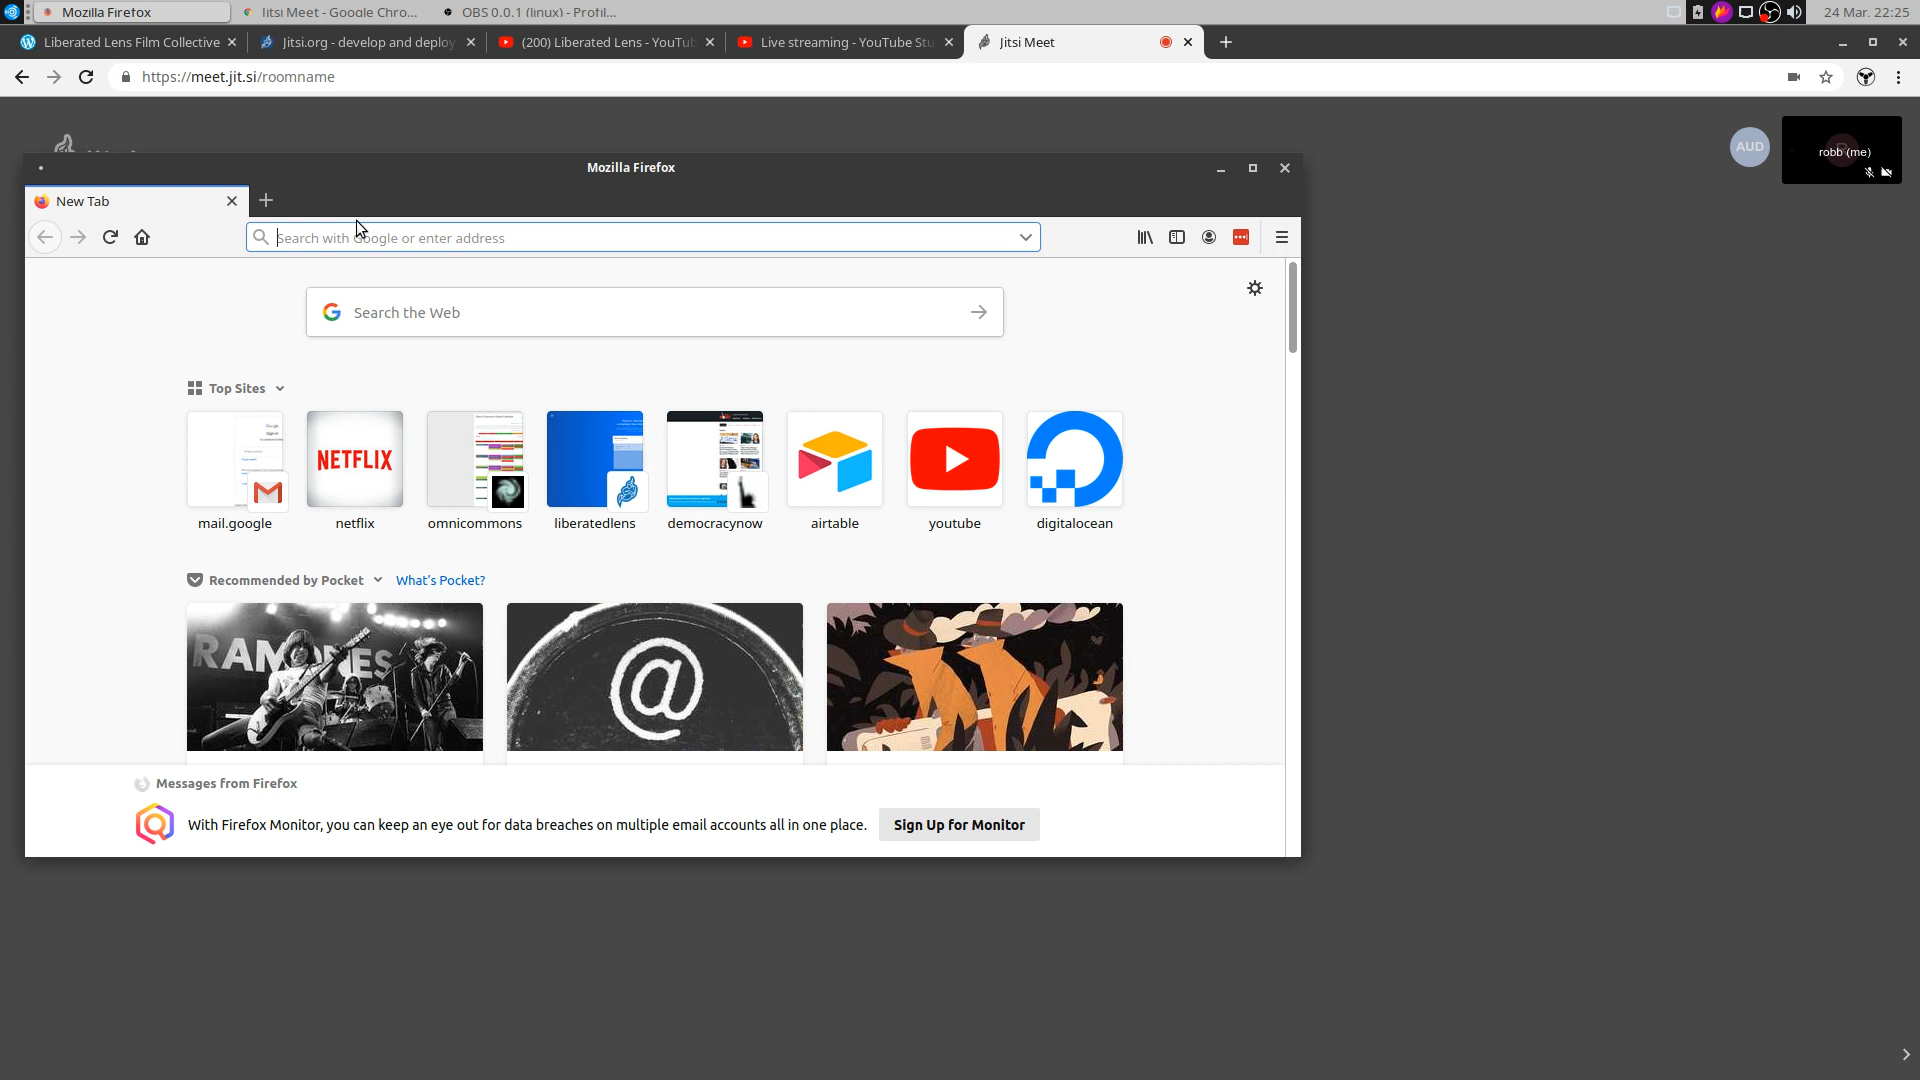 Mozilla Firefox
Jitsi Meet - Google Chro...
OBS 0.0.1 (linux) - Profil...
24 Mar. 22:25
Liberated Lens Film Collective
Jitsi.org - develop and deploy
(200) Liberated Lens - YouTub
Live streaming - YouTube Stu
Jitsi Meet
https://meet.jit.si/roomname
AUD
robb (me)
Mozilla Firefox
New Tab
Search with Google or enter address
Search the Web
Top Sites
NETFLIX
mail.google
netflix
omnicommons
liberatedlens
democracynow
airtable
youtube
digitalocean
Recommended by Pocket
What's Pocket?
RAMONES
@
Messages from Firefox
With Firefox Monitor, you can keep an eye out for data breaches on multiple email accounts all in one place.
Sign Up for Monitor